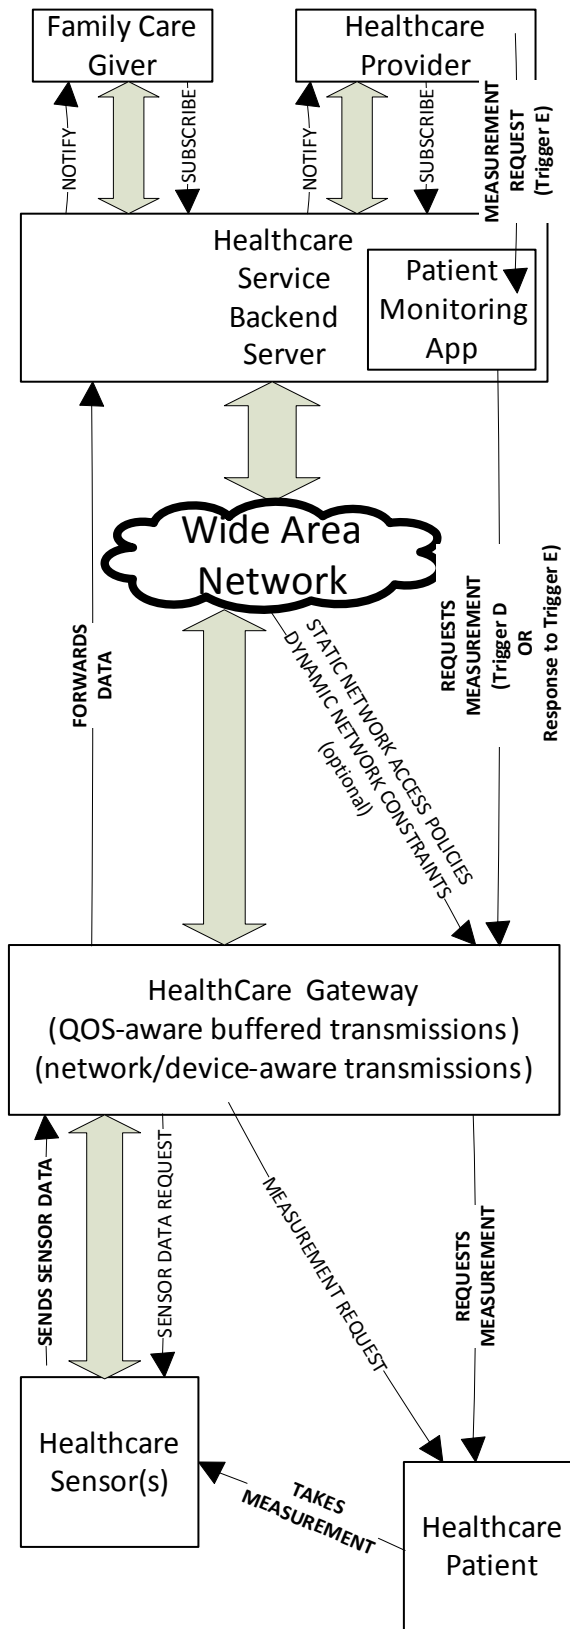 Family Care
Giver
Healthcare
Provider
NOTIFY
SUBSCRIBE
NOTIFY
SUBSCRIBE
MEASUREMENT
REQUEST
(Trigger E)
Healthcare
Service
Backend
Server
Patient
Monitoring
App
Wide Area
Network
FORWARDS
DATA
STATIC NETWORK ACCESS POLICIES
DYNAMIC NETWORK CONSTRAINTS
(optional)
REQUESTS
MEASUREMENT
(Trigger D
OR
Response to Trigger E)
HealthCare Gateway
(QOS-aware buffered transmissions)
(network/device-aware transmissions)
SENDS SENSOR DATA
SENSOR DATA REQUEST
MEASUREMENT REQUEST
REQUESTS
MEASUREMENT
Healthcare
Sensor(s)
TAKES
MEASUREMENT
Healthcare
Patient